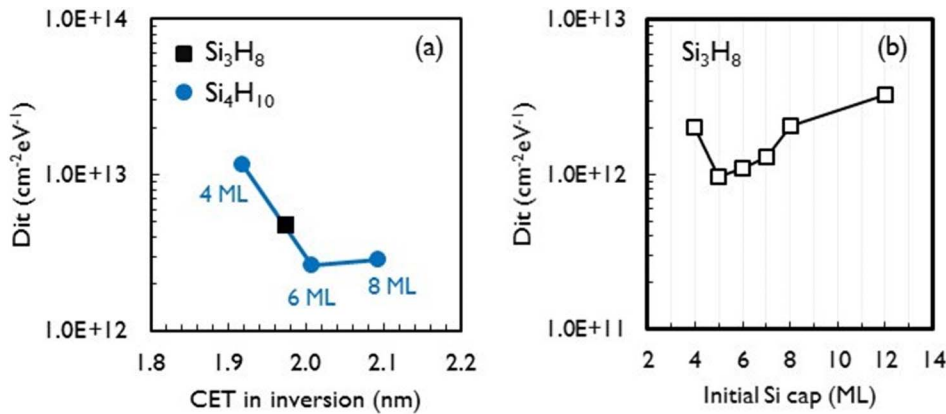 1.0E+14
1.0E+13
1.0E+12
Dit (cm⁻²eV⁻¹)
(a)
Si₃H₈
Si₄H₁₀
4 ML
6 ML
8 ML
1.8 1.9 2.0 2.1 2.2
CET in inversion (nm)
1.0E+13
1.0E+12
1.0E+11
Dit (cm⁻²eV⁻¹)
Si₃H₈
(b)
2 4 6 8 10 12 14
Initial Si cap (ML)